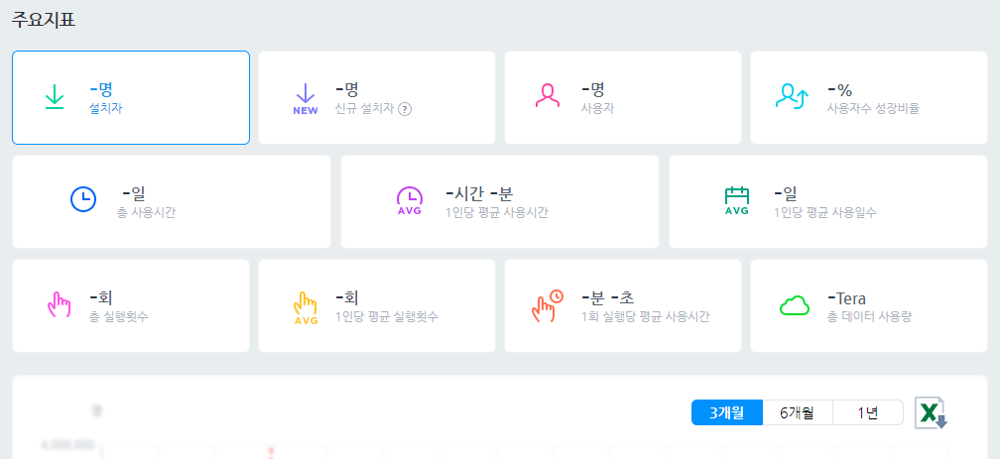 주요지표
-명
설치자
NEW
-명
신규 설치자 ?
-명
사용자
-%
사용자수 성장비율
-일
총 사용시간
AVG
-시간 -분
1인당 평균 사용시간
AVG
-일
1인당 평균 사용일수
-회
총 실행횟수
AVG
-회
1인당 평균 실행횟수
-분 -초
1회 실행당 평균 사용시간
-Tera
총 데이터 사용량
명
3개월
6개월
1년
X
4,000,000